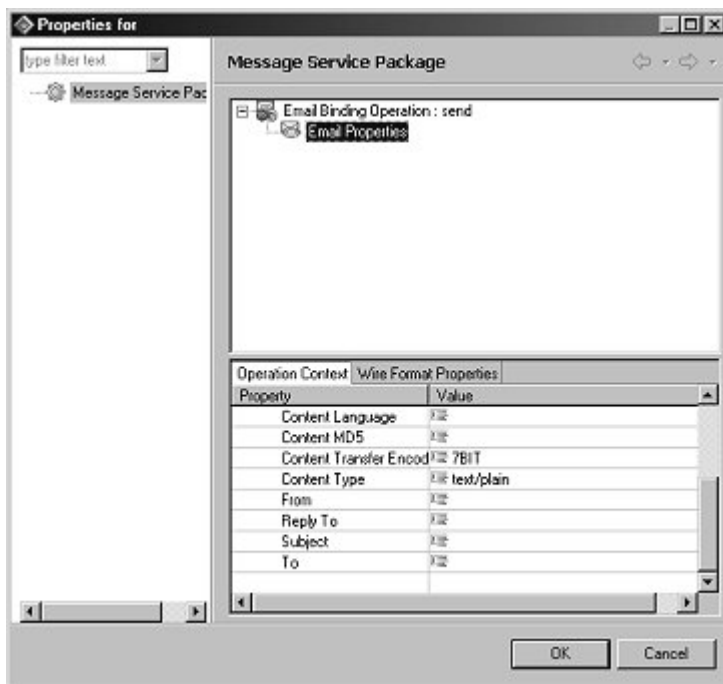 Properties for
type filter text
Message Service Pac
Message Service Package
Email Binding Operation : send
Email Properties
Operation Context Wire Format Properties
Property Value
Content Language
Content MD5
Content Transfer Encod 7BIT
Content Type text/plain
From
Reply To
Subject
To
OK Cancel